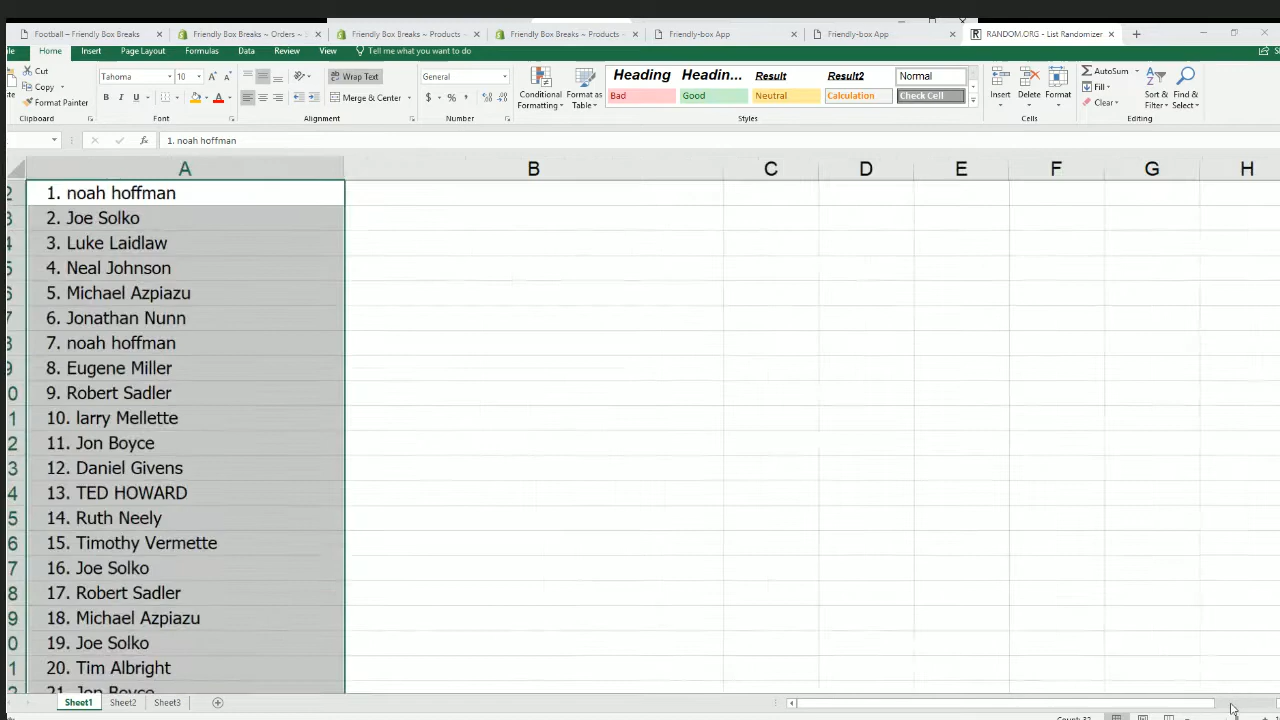 Football – Friendly Box Breaks Friendly Box Breaks ~ Orders ~ Friendly Box Breaks ~ Products ~ Friendly Box Breaks ~ Products ~ Friendly-box App Friendly-box App RANDOM.ORG - List Randomizer
Home Insert Page Layout Formulas Data Review View Tell me what you want to do
Cut
Copy
Format Painter
Clipboard
Tahoma 10
B I U
Font
Wrap Text
Merge & Center
Alignment
General
$ % ,
Number
Conditional Formatting
Format as Table
Heading Headin... Result Result2 Normal
Bad Good Neutral Calculation Check Cell
Styles
Insert Delete Format
Cells
AutoSum
Fill
Clear
Sort & Filter
Find & Select
Editing
fx 1. noah hoffman
A B C D E F G H
1. noah hoffman
2. Joe Solko
3. Luke Laidlaw
4. Neal Johnson
5. Michael Azpiazu
6. Jonathan Nunn
7. noah hoffman
8. Eugene Miller
9. Robert Sadler
10. larry Mellette
11. Jon Boyce
12. Daniel Givens
13. TED HOWARD
14. Ruth Neely
15. Timothy Vermette
16. Joe Solko
17. Robert Sadler
18. Michael Azpiazu
19. Joe Solko
20. Tim Albright
21. Jon Boyce
Sheet1 Sheet2 Sheet3